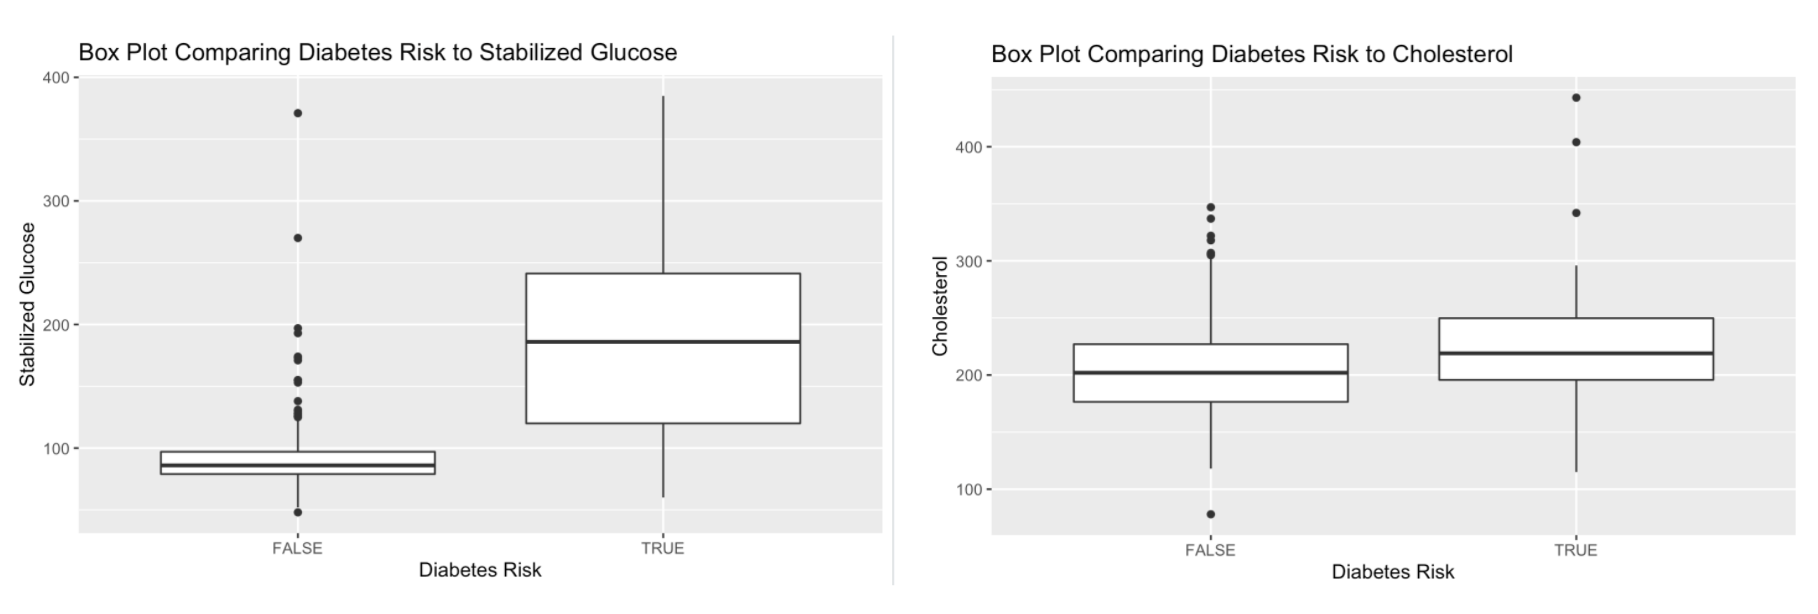 Box Plot Comparing Diabetes Risk to Stabilized Glucose
400
300
200
100
Stabilized Glucose
FALSE
TRUE
Diabetes Risk
Box Plot Comparing Diabetes Risk to Cholesterol
400
300
200
100
Cholesterol
FALSE
TRUE
Diabetes Risk